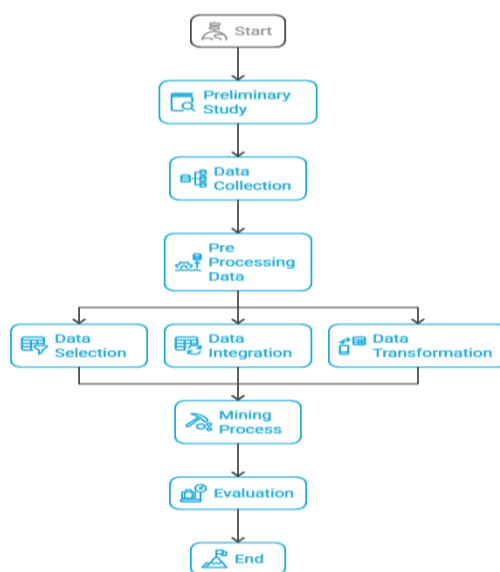 Start
Preliminary
Study
Data
Collection
Pre
Processing
Data
Data
Selection
Data
Integration
Data
Transformation
Mining
Process
Evaluation
End